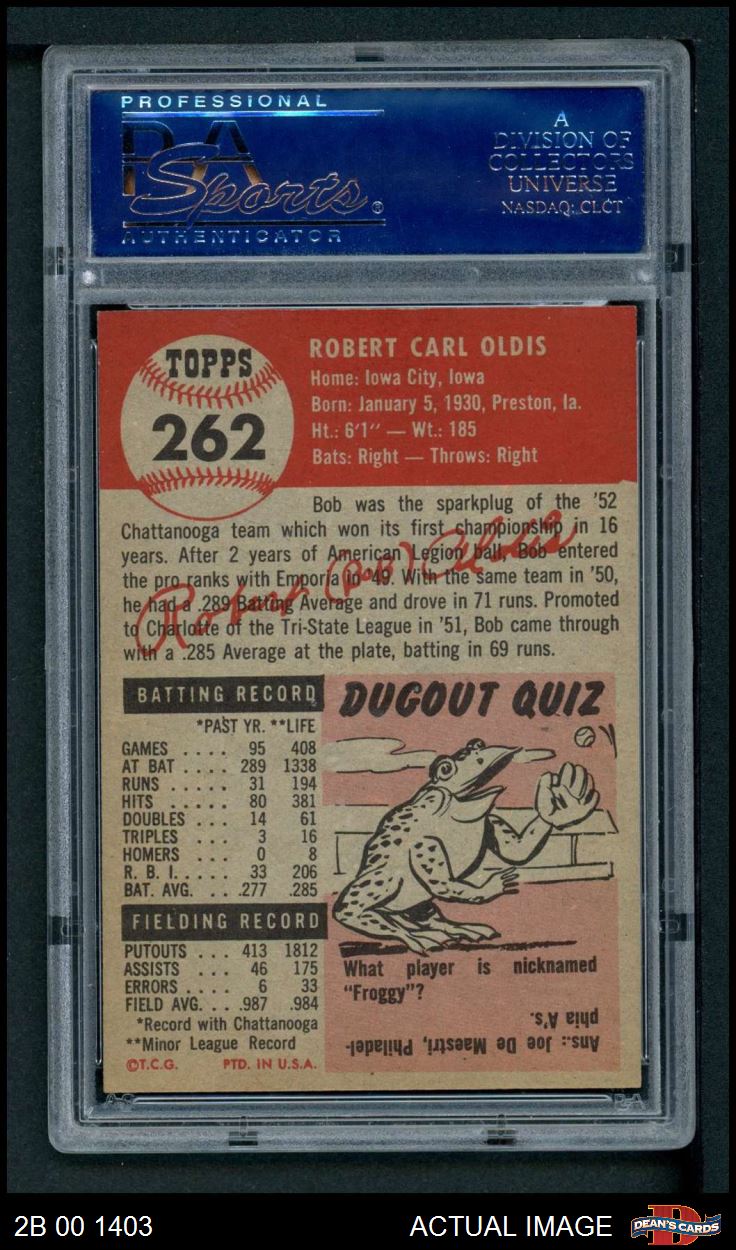 PROFESSIONAL
PSA
Sports®
AUTHENTICATOR
A
DIVISION OF
COLLECTORS
UNIVERSE
NASDAQ: CLCT
TOPPS
262
ROBERT CARL OLDIS
Home: Iowa City, Iowa
Born: January 5, 1930, Preston, Ia.
Ht.: 6'1" — Wt.: 185
Bats: Right — Throws: Right
Bob was the sparkplug of the '52
Chattanooga team which won its first championship in 16
years. After 2 years of American Legion ball, Bob entered
the pro ranks with Emporia in '49. With the same team in '50,
he had a .289 Batting Average and drove in 71 runs. Promoted
to Charlotte of the Tri-State League in '51, Bob came through
with a .285 Average at the plate, batting in 69 runs.
Robert (Bob) Oldis
BATTING RECORD
*PAST YR. **LIFE
GAMES .... 95 408
AT BAT .... 289 1338
RUNS ..... 31 194
HITS ..... 80 381
DOUBLES ... 14 61
TRIPLES ... 3 16
HOMERS ... 0 8
R. B. I. .... 33 206
BAT. AVG. ... .277 .285
FIELDING RECORD
PUTOUTS ... 413 1812
ASSISTS ... 46 175
ERRORS .... 6 33
FIELD AVG. ... .987 .984
*Record with Chattanooga
**Minor League Record
©T.C.G. PTD. IN U.S.A.
DUGOUT QUIZ
What player is nicknamed
"Froggy"?
Ans.: Joe De Maestri, Philadel-
phia A's.
2B 00 1403
ACTUAL IMAGE
DEAN'S CARDS